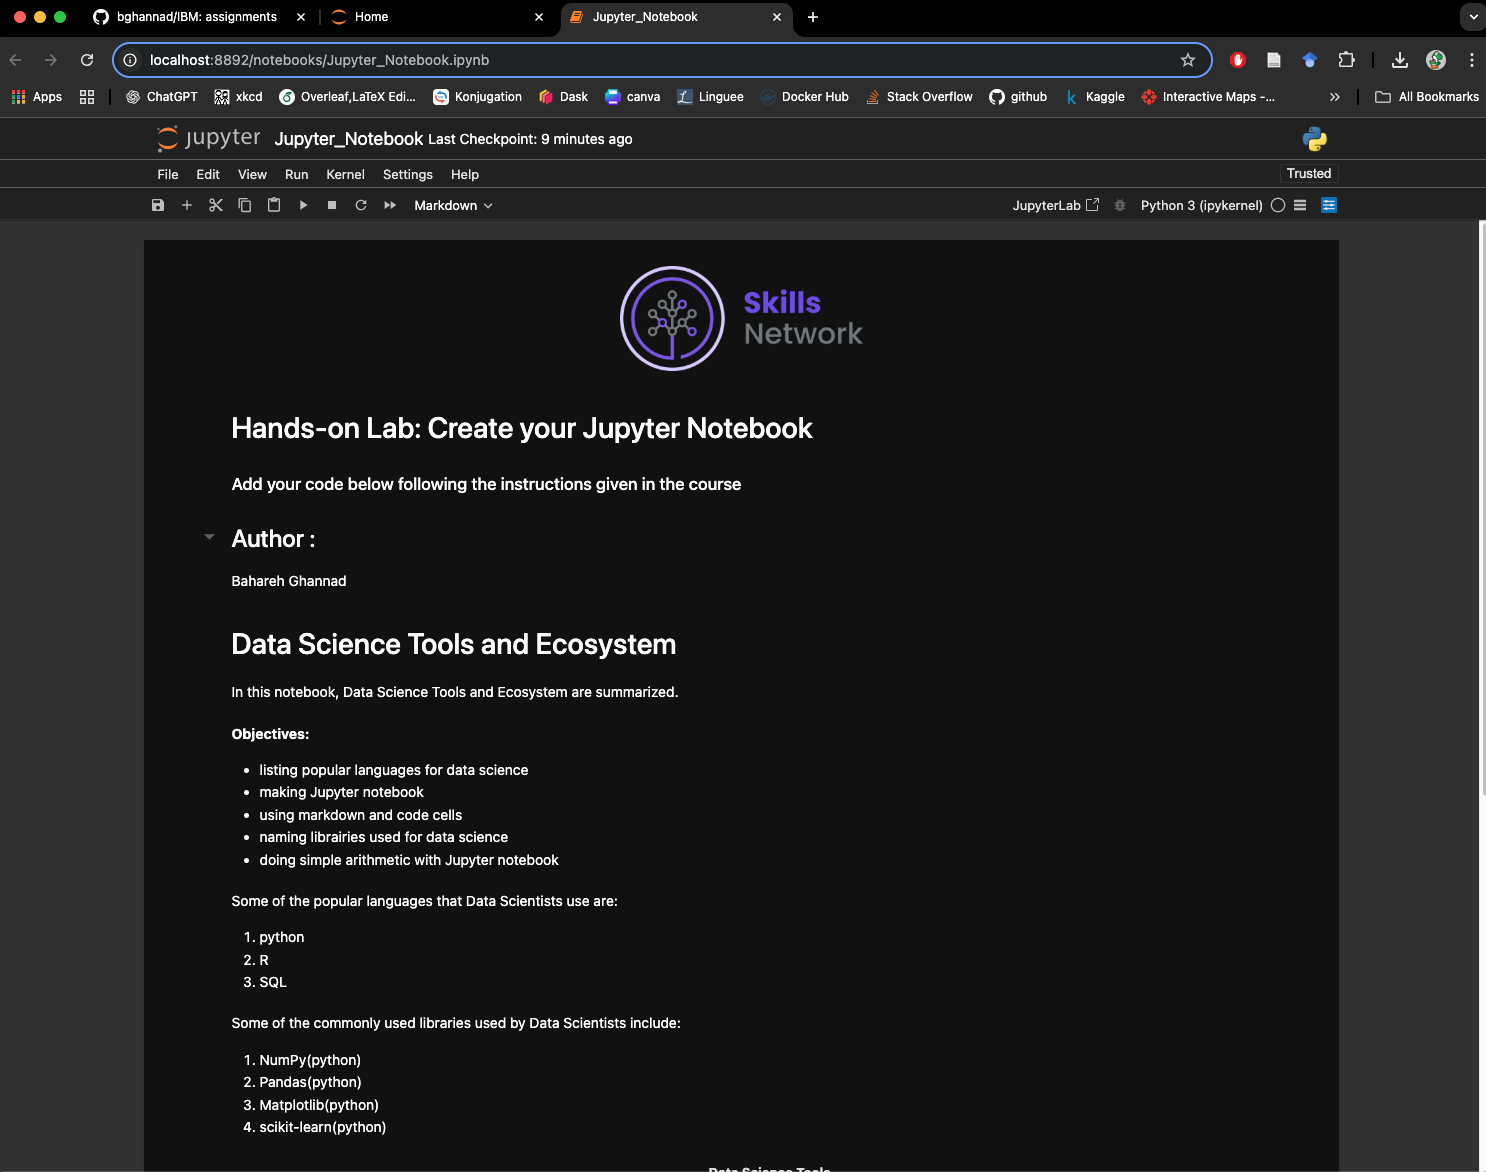 bghannad/IBM: assignments
Home
Jupyter_Notebook
localhost:8892/notebooks/Jupyter_Notebook.ipynb
Apps
ChatGPT
xkcd
Overleaf,LaTeX Edi...
Konjugation
Dask
canva
Linguee
Docker Hub
Stack Overflow
github
Kaggle
Interactive Maps -...
All Bookmarks
jupyter
Jupyter_Notebook Last Checkpoint: 9 minutes ago
File Edit View Run Kernel Settings Help
Trusted
Markdown
JupyterLab
Python 3 (ipykernel)
Skills
Network
Hands-on Lab: Create your Jupyter Notebook
Add your code below following the instructions given in the course
Author :
Bahareh Ghannad
Data Science Tools and Ecosystem
In this notebook, Data Science Tools and Ecosystem are summarized.
Objectives:
• listing popular languages for data science
• making Jupyter notebook
• using markdown and code cells
• naming librairies used for data science
• doing simple arithmetic with Jupyter notebook
Some of the popular languages that Data Scientists use are:
1. python
2. R
3. SQL
Some of the commonly used libraries used by Data Scientists include:
1. NumPy(python)
2. Pandas(python)
3. Matplotlib(python)
4. scikit-learn(python)
Data Science Tools